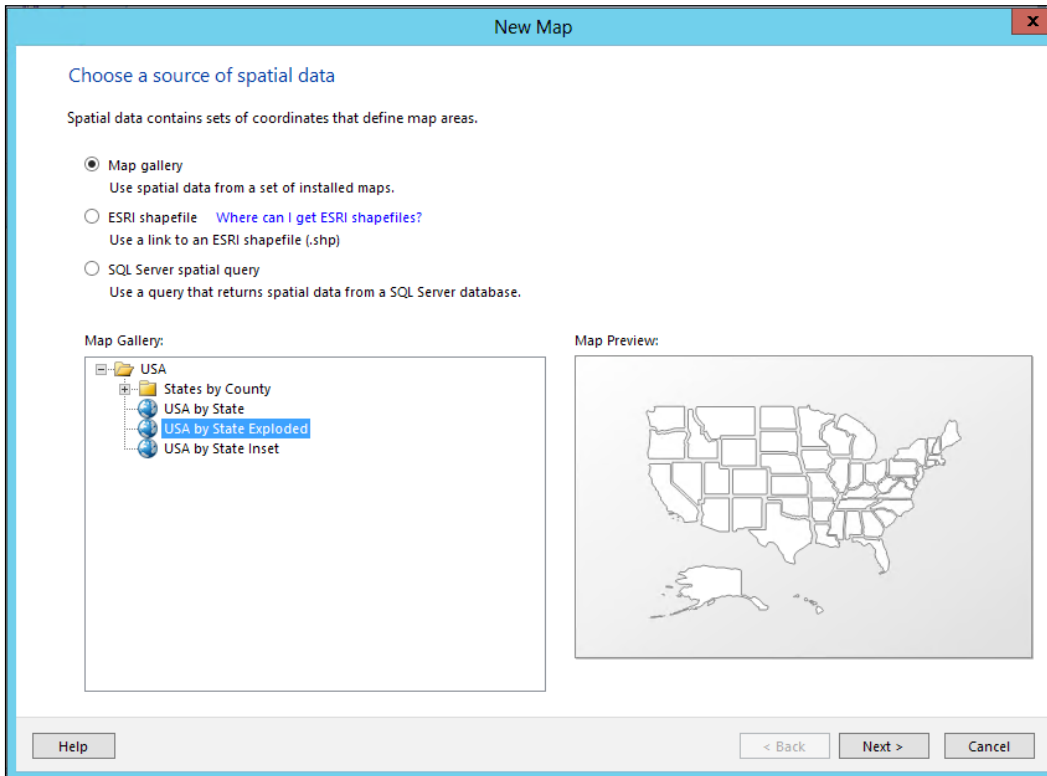 New Map
x
Choose a source of spatial data
Spatial data contains sets of coordinates that define map areas.
Map gallery
Use spatial data from a set of installed maps.
ESRI shapefile Where can I get ESRI shapefiles?
Use a link to an ESRI shapefile (.shp)
SQL Server spatial query
Use a query that returns spatial data from a SQL Server database.
Map Gallery:
USA
States by County
USA by State
USA by State Exploded
USA by State Inset
Map Preview:
Help
< Back Next > Cancel